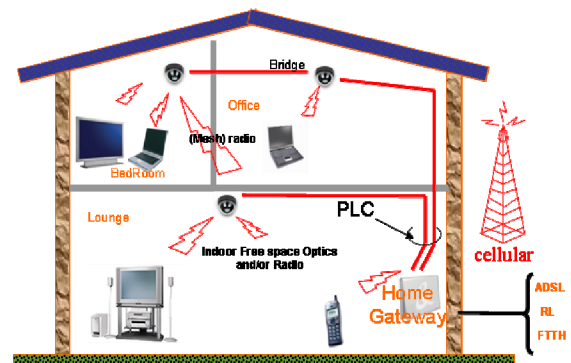 Bridge
Office
(Mesh) radio
BedRoom
Lounge
PLC
Indoor Free space Optics
and/or Radio
cellular
Home
Gateway
ADSL
RL
FTTH